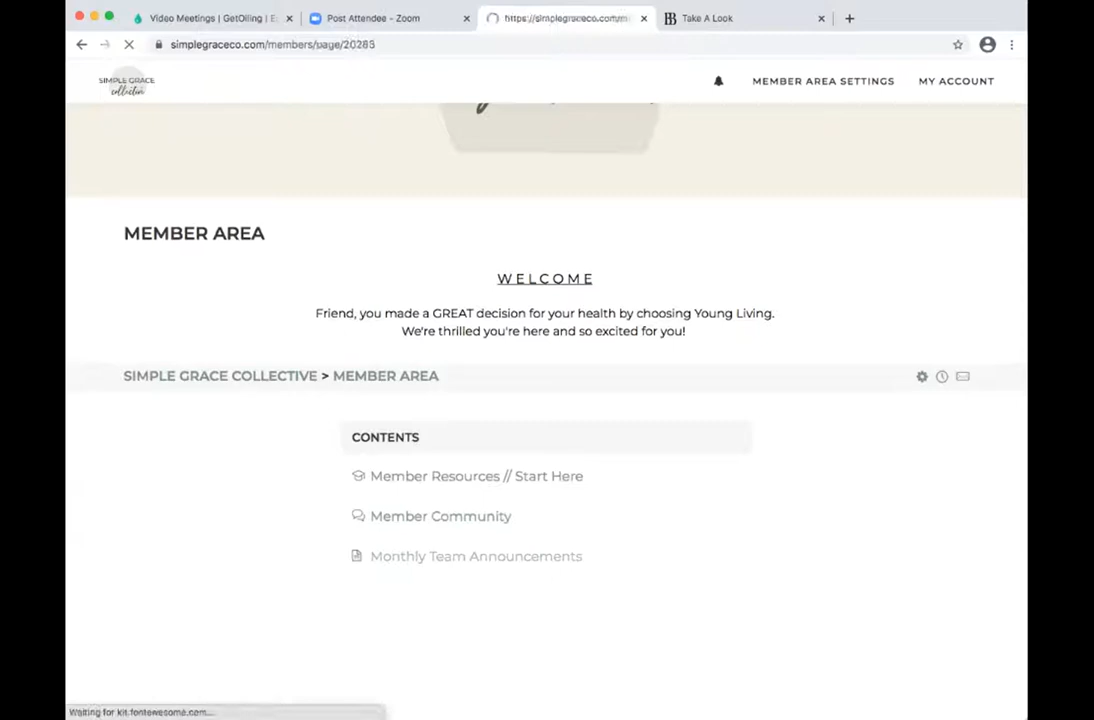 Video Meetings | GetOiling | E
Post Attendee - Zoom
https://simplegraceco.com/m
Take A Look
simplegraceco.com/members/page/20283
SIMPLE GRACE
collective
MEMBER AREA SETTINGS
MY ACCOUNT
MEMBER AREA
WELCOME
Friend, you made a GREAT decision for your health by choosing Young Living.
We're thrilled you're here and so excited for you!
SIMPLE GRACE COLLECTIVE > MEMBER AREA
CONTENTS
Member Resources // Start Here
Member Community
Monthly Team Announcements
Waiting for kit.fontawesome.com...